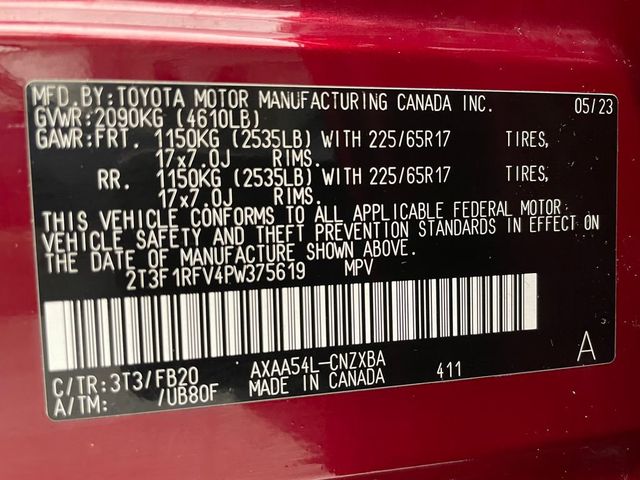 MFD.BY:TOYOTA MOTOR MANUFACTURING CANADA INC. 05/23
GVWR:2090KG (4610LB)
GAWR:FRT. 1150KG (2535LB) WITH 225/65R17 TIRES,
17x7.0J RIMS.
RR. 1150KG (2535LB) WITH 225/65R17 TIRES,
17x7.0J RIMS.
THIS VEHICLE CONFORMS TO ALL APPLICABLE FEDERAL MOTOR
VEHICLE SAFETY AND THEFT PREVENTION STANDARDS IN EFFECT ON
THE DATE OF MANUFACTURE SHOWN ABOVE.
2T3F1RFV4PW375619 MPV
C/TR:3T3/FB20 AXAA54L-CNZXBA 411 A
A/TM: /UB80F MADE IN CANADA